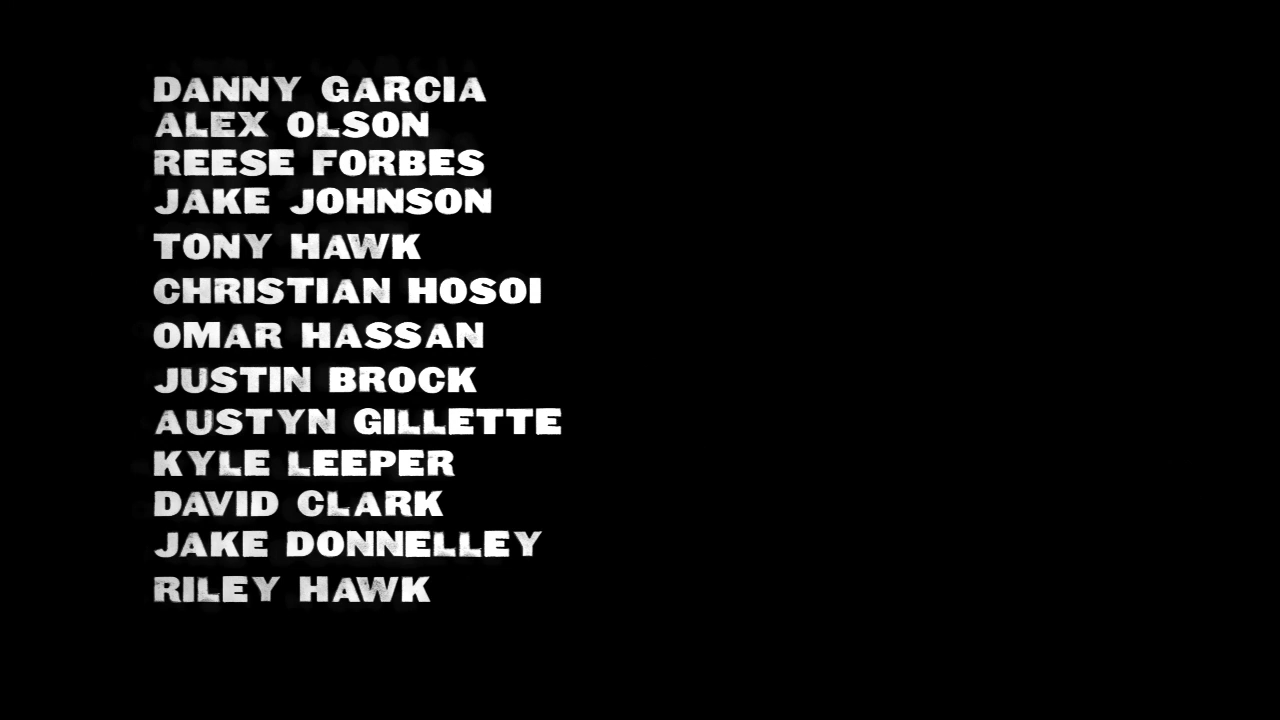 DANNY GARCIA
ALEX OLSON
REESE FORBES
JAKE JOHNSON
TONY HAWK
CHRISTIAN HOSOI
OMAR HASSAN
JUSTIN BROCK
AUSTYN GILLETTE
KYLE LEEPER
DAVID CLARK
JAKE DONNELLEY
RILEY HAWK